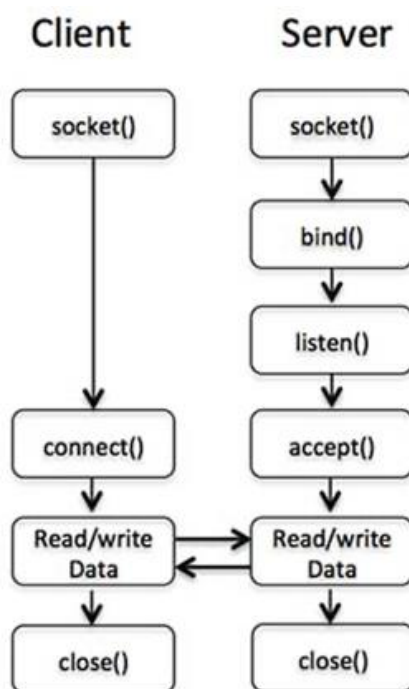 Client
Server
socket()
socket()
bind()
listen()
connect()
accept()
Read/write
Data
Read/write
Data
close()
close()